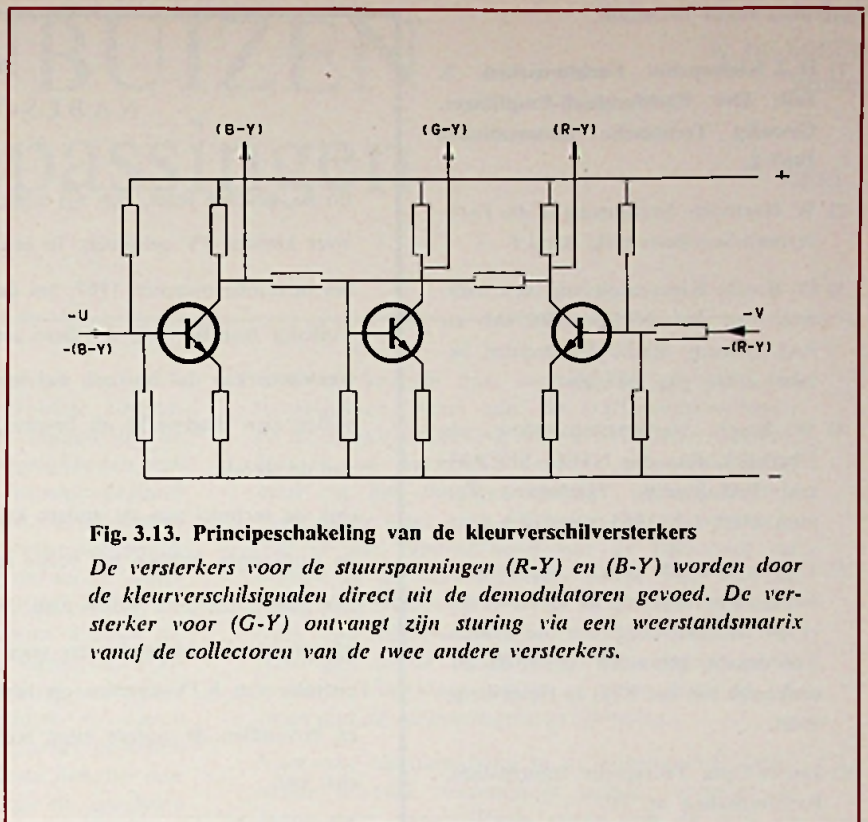 (B-Y) (G-Y) (R-Y)
+
-U -V
-(B-Y) -(R-Y)
-
Fig. 3.13. Principeschakeling van de kleurverschilversterkers
De versterkers voor de stuurspanningen (R-Y) en (B-Y) worden door
de kleurverschilsignalen direct uit de demodulatoren gevoed. De ver-
sterker voor (G-Y) ontvangt zijn sturing via een weerstandsmatrix
vanaf de collectoren van de twee andere versterkers.